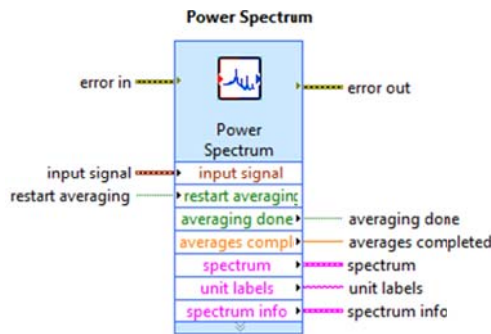 Power Spectrum
error in
error out
Power
Spectrum
input signal input signal
restart averaging restart averaging
averaging done averaging done
averages compl averages completed
spectrum spectrum
unit labels unit labels
spectrum info spectrum info